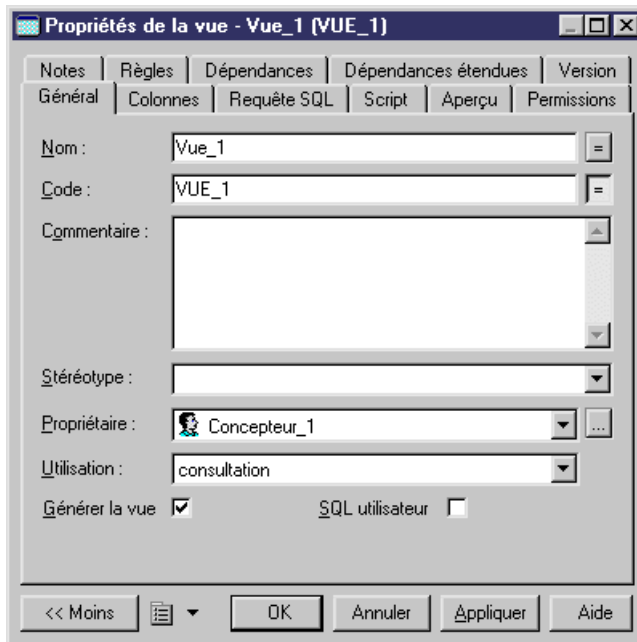 Propriétés de la vue - Vue_1 (VUE_1)
Notes Règles Dépendances Dépendances étendues Version
Général Colonnes Requête SQL Script Aperçu Permissions
Nom : Vue_1 =
Code : VUE_1 =
Commentaire :
Stéréotype :
Propriétaire : Concepteur_1 ...
Utilisation : consultation
Générer la vue SQL utilisateur
<< Moins OK Annuler Appliquer Aide